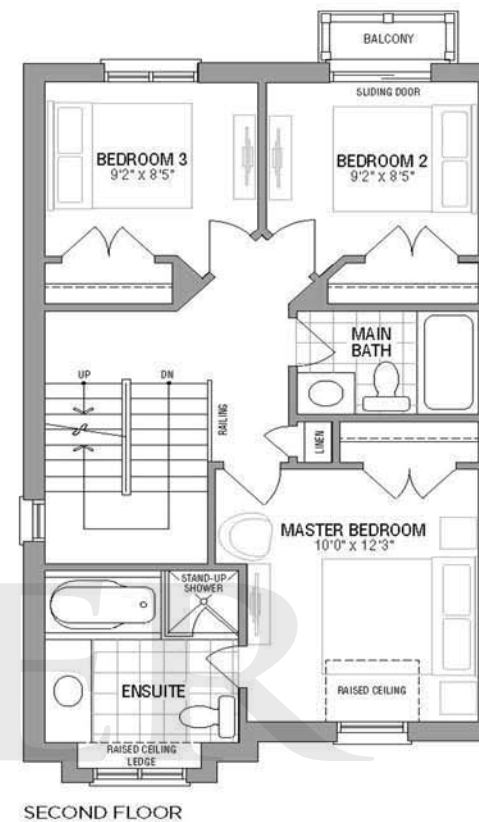 BALCONY
SLIDING DOOR
BEDROOM 3
9'2" x 8'5"
BEDROOM 2
9'2" x 8'5"
MAIN
BATH
UP
DN
RAILING
LINEN
MASTER BEDROOM
10'0" x 12'3"
STAND-UP
SHOWER
ENSUITE
RAISED CEILING
RAISED CEILING
LEDGE
ER
SECOND FLOOR